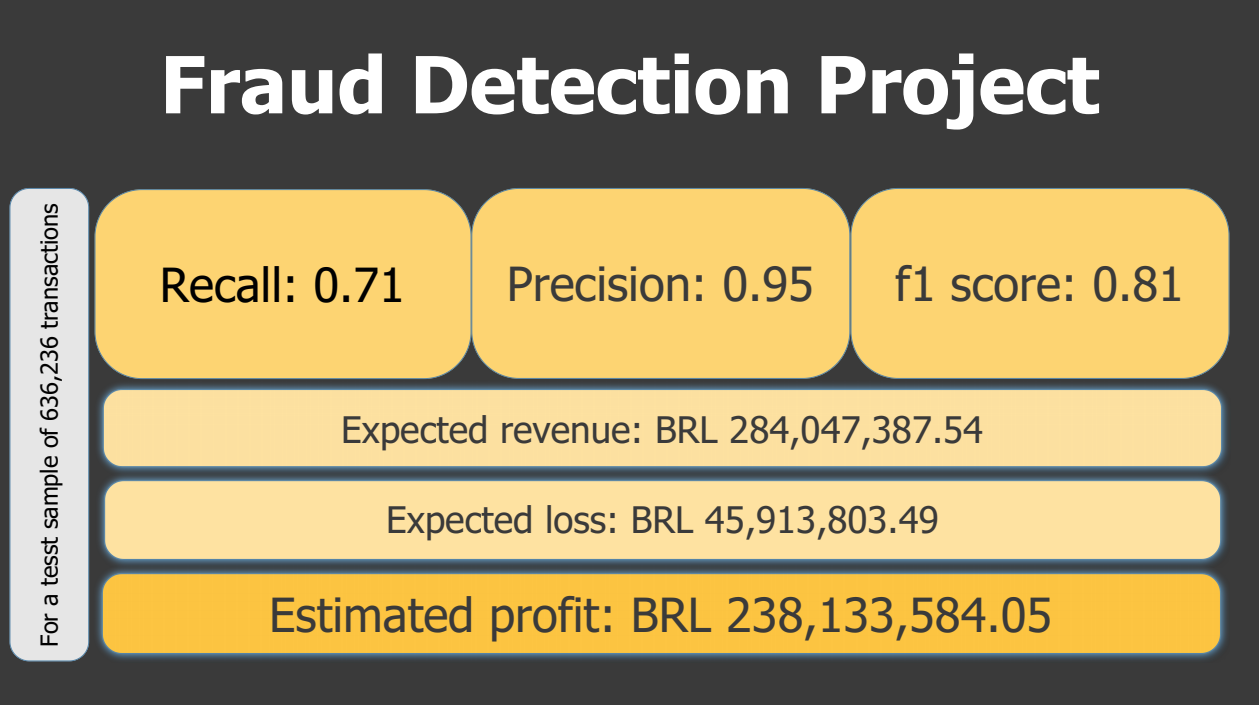 Fraud Detection Project
For a tesst sample of 636,236 transactions
Recall: 0.71
Precision: 0.95
f1 score: 0.81
Expected revenue: BRL 284,047,387.54
Expected loss: BRL 45,913,803.49
Estimated profit: BRL 238,133,584.05